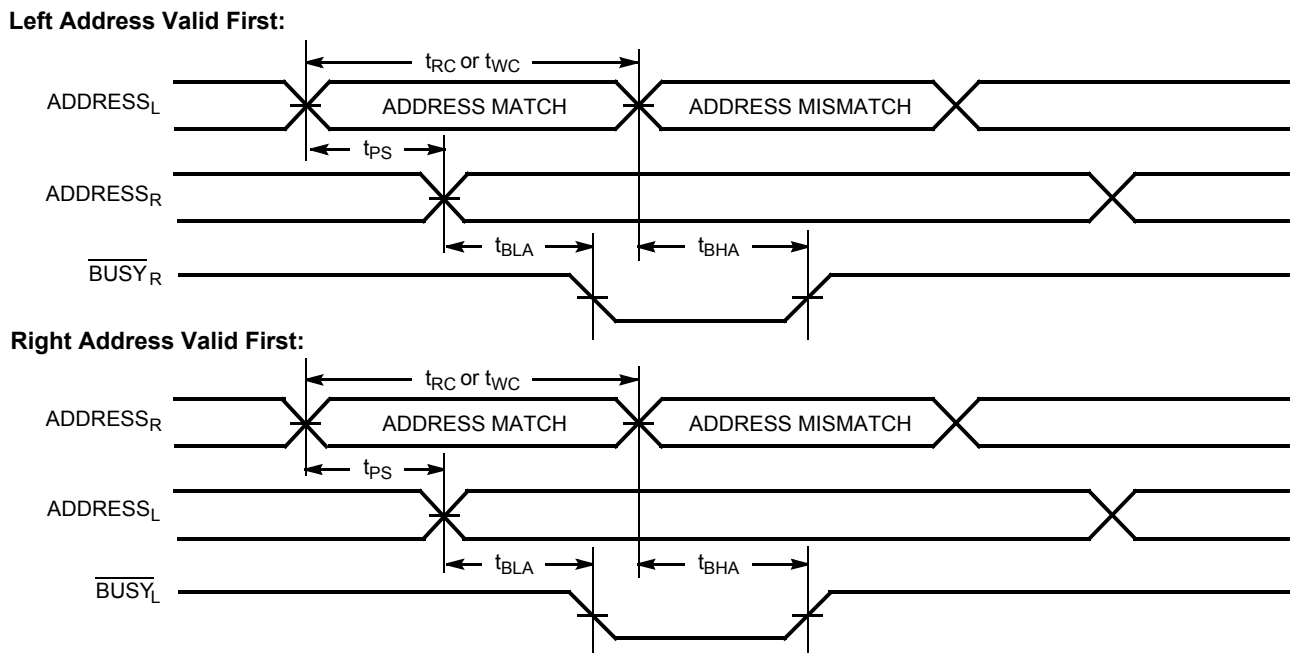 Left Address Valid First:
tRC or tWC
ADDRESSL
ADDRESS MATCH
ADDRESS MISMATCH
tPS
ADDRESSR
tBLA
tBHA
BUSYR
Right Address Valid First:
tRC or tWC
ADDRESSR
ADDRESS MATCH
ADDRESS MISMATCH
tPS
ADDRESSL
tBLA
tBHA
BUSYL